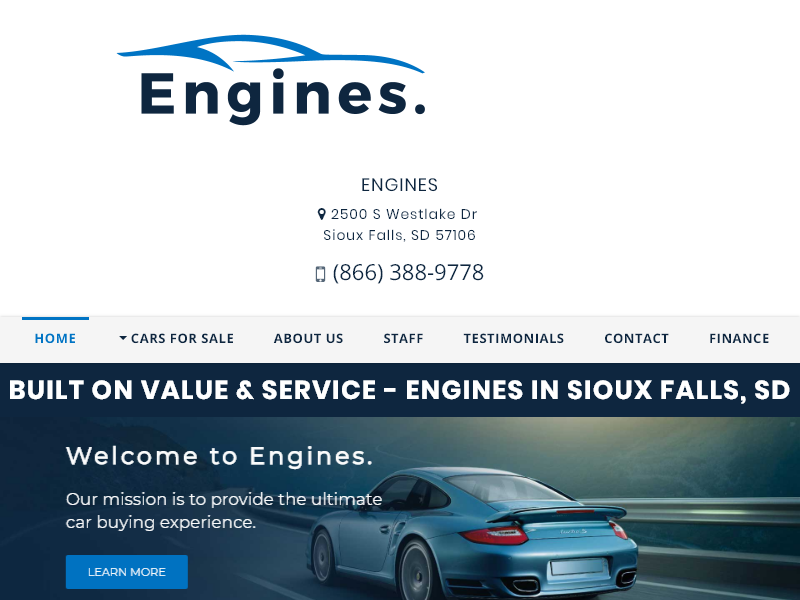 Engines.
ENGINES
2500 S Westlake Dr
Sioux Falls, SD 57106
(866) 388-9778
HOME CARS FOR SALE ABOUT US STAFF TESTIMONIALS CONTACT FINANCE
BUILT ON VALUE & SERVICE - ENGINES IN SIOUX FALLS, SD
Welcome to Engines.
Our mission is to provide the ultimate
car buying experience.
LEARN MORE